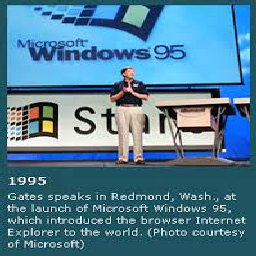 Microsoft
Windows 95
Start
1995
Gates speaks in Redmond, Wash., at
the launch of Microsoft Windows 95,
which introduced the browser Internet
Explorer to the world. (Photo courtesy
of Microsoft)